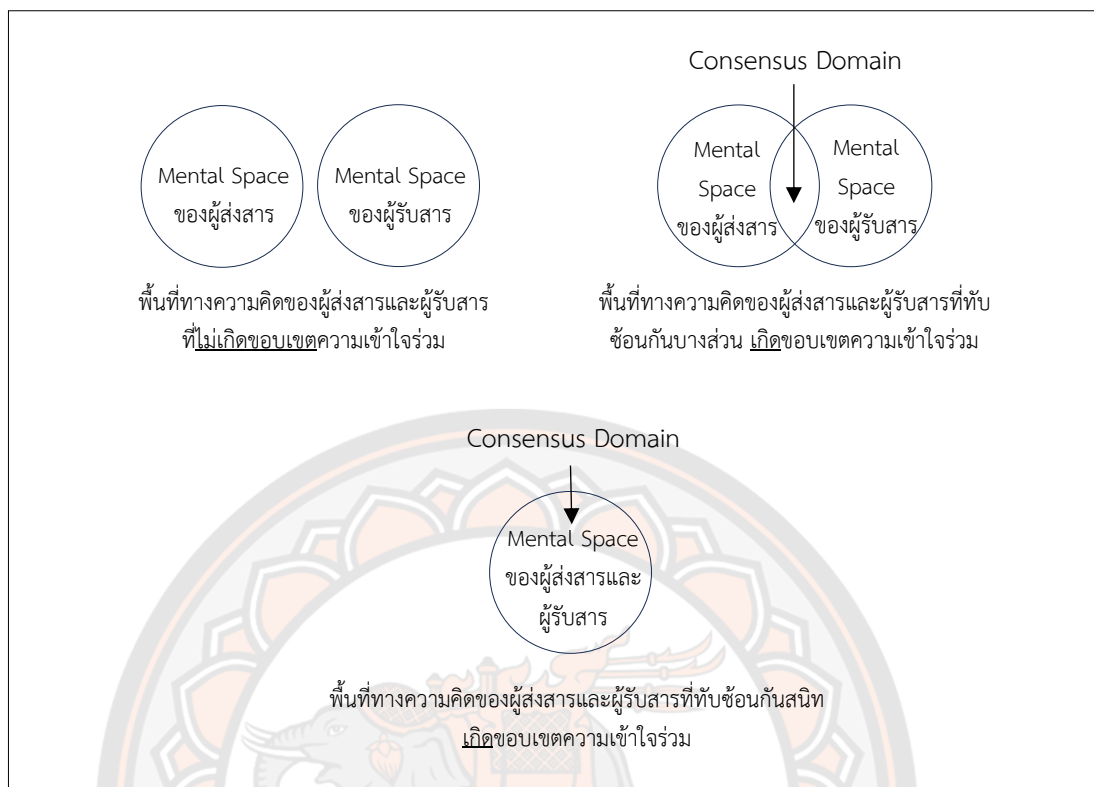 Mental Space
ของผู้ส่งสาร
Mental Space
ของผู้รับสาร
พื้นที่ทางความคิดของผู้ส่งสารและผู้รับสาร
ที่ไม่เกิดขอบเขตความเข้าใจร่วม
Consensus Domain
Mental
Space
ของผู้ส่งสาร
Mental
Space
ของผู้รับสาร
พื้นที่ทางความคิดของผู้ส่งสารและผู้รับสารที่ทับ
ซ้อนกันบางส่วน เกิดขอบเขตความเข้าใจร่วม
Consensus Domain
Mental Space
ของผู้ส่งสารและ
ผู้รับสาร
พื้นที่ทางความคิดของผู้ส่งสารและผู้รับสารที่ทับซ้อนกันสนิท
เกิดขอบเขตความเข้าใจร่วม